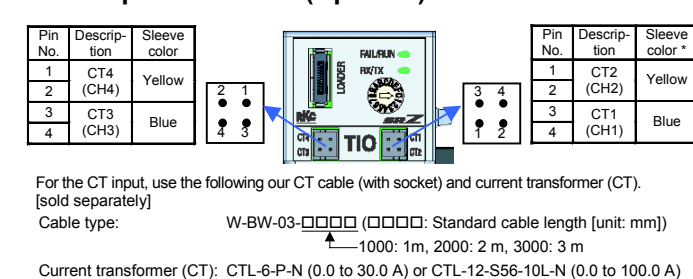 Pin No. Descrip-tion Sleeve color
1 CT4 (CH4) Yellow
2
3 CT3 (CH3) Blue
4
2 1
4 3
LOADER
FAIL/RUN
RX/TX
RKC
SRZ
CT4
CT3
TIO
CT1
CT2
3 4
1 2
Pin No. Descrip-tion Sleeve color *
1 CT2 (CH2) Yellow
2
3 CT1 (CH1) Blue
4
For the CT input, use the following our CT cable (with socket) and current transformer (CT).
[sold separately]
Cable type: W-BW-03-□□□□ (□□□□: Standard cable length [unit: mm])
1000: 1m, 2000: 2 m, 3000: 3 m
Current transformer (CT): CTL-6-P-N (0.0 to 30.0 A) or CTL-12-S56-10L-N (0.0 to 100.0 A)